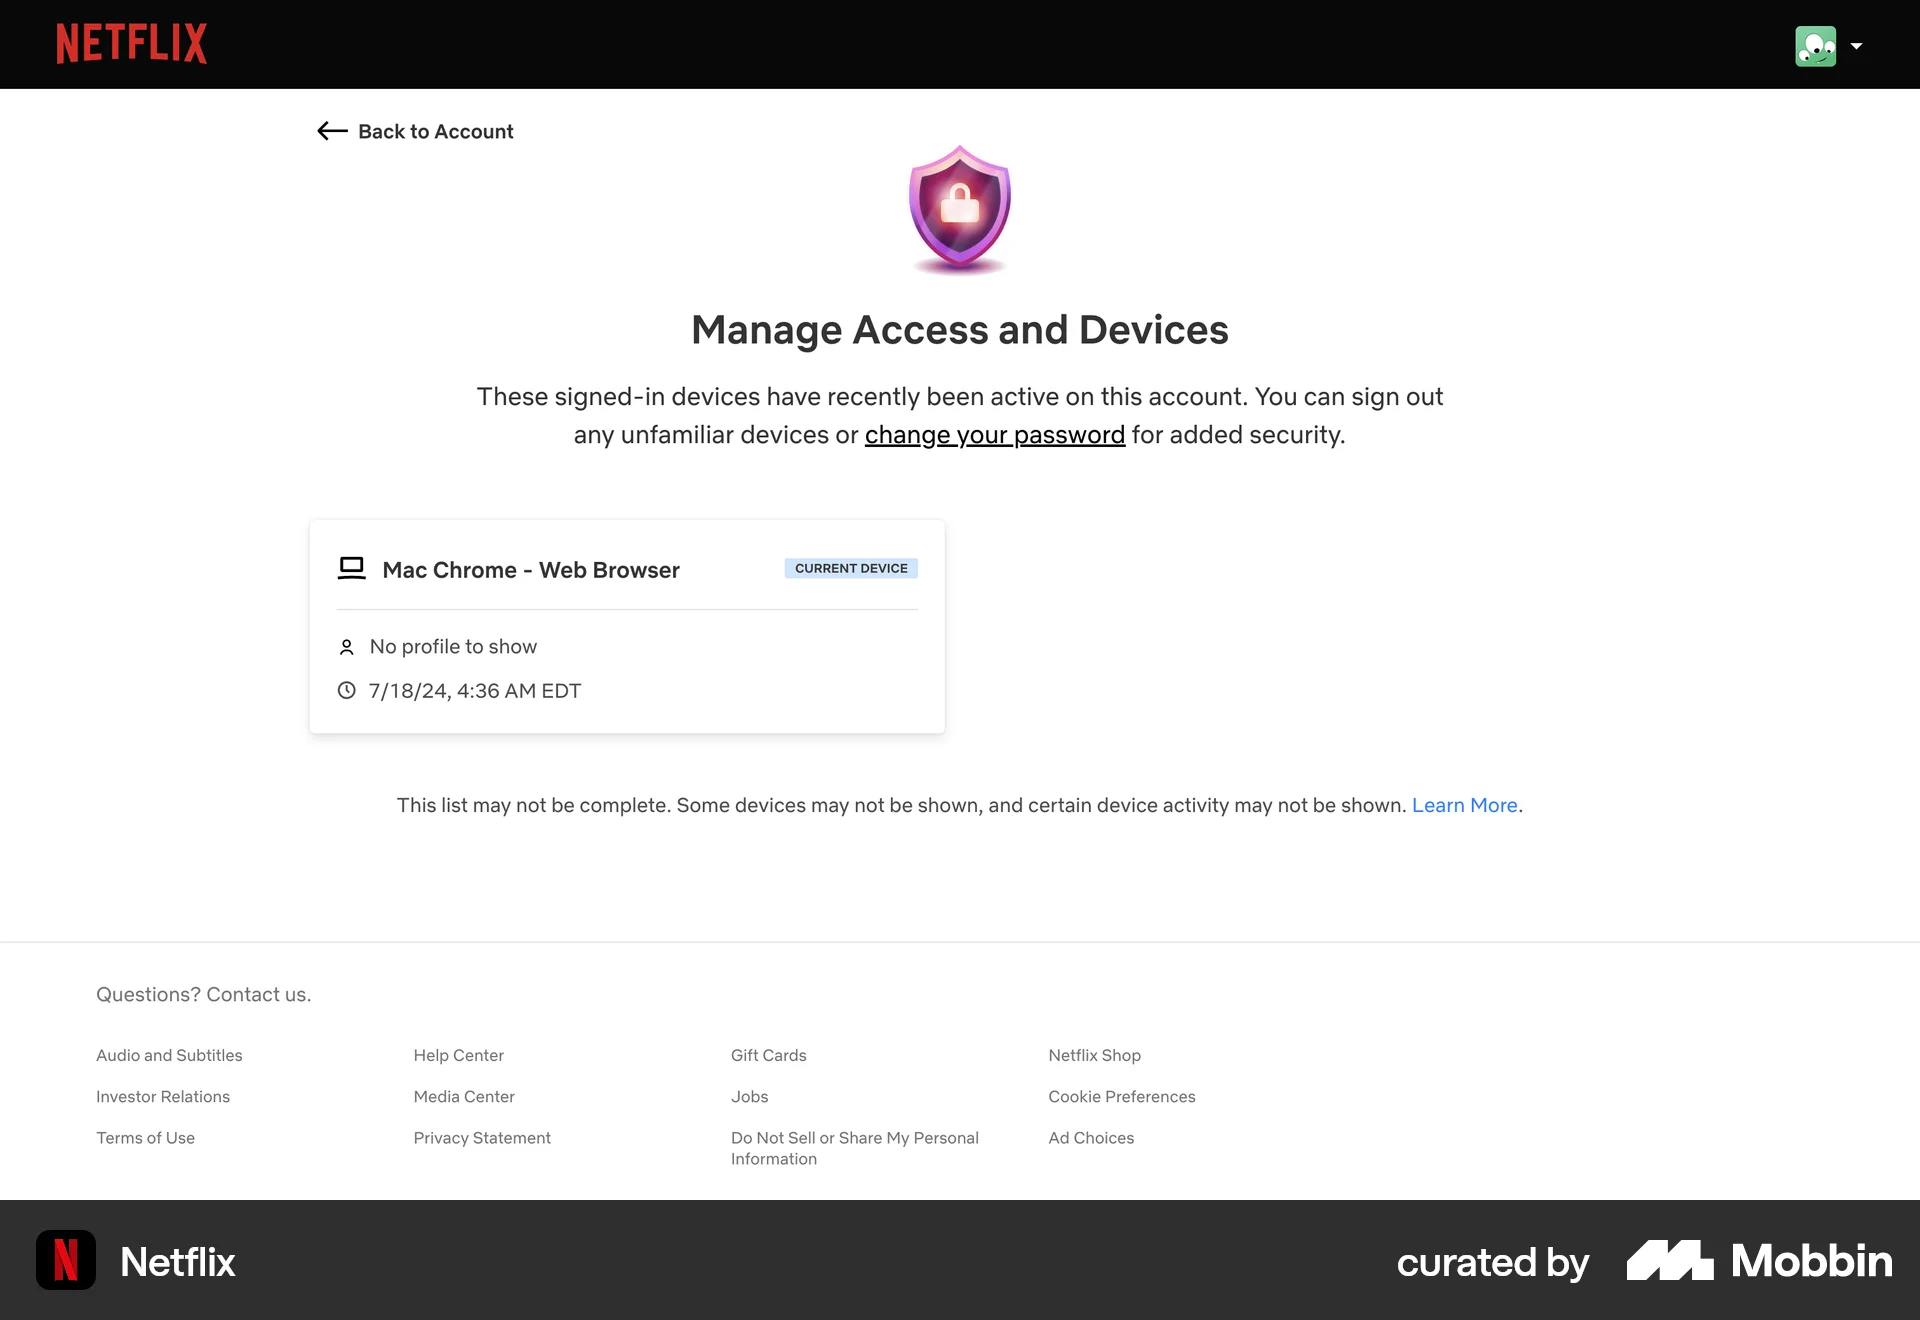 NETFLIX
Back to Account
Manage Access and Devices
These signed-in devices have recently been active on this account. You can sign out
any unfamiliar devices or change your password for added security.
Mac Chrome - Web Browser
CURRENT DEVICE
No profile to show
7/18/24, 4:36 AM EDT
This list may not be complete. Some devices may not be shown, and certain device activity may not be shown. Learn More.
Questions? Contact us.
Audio and Subtitles
Help Center
Gift Cards
Netflix Shop
Investor Relations
Media Center
Jobs
Cookie Preferences
Terms of Use
Privacy Statement
Do Not Sell or Share My Personal
Information
Ad Choices
N
Netflix
curated by
Mobbin